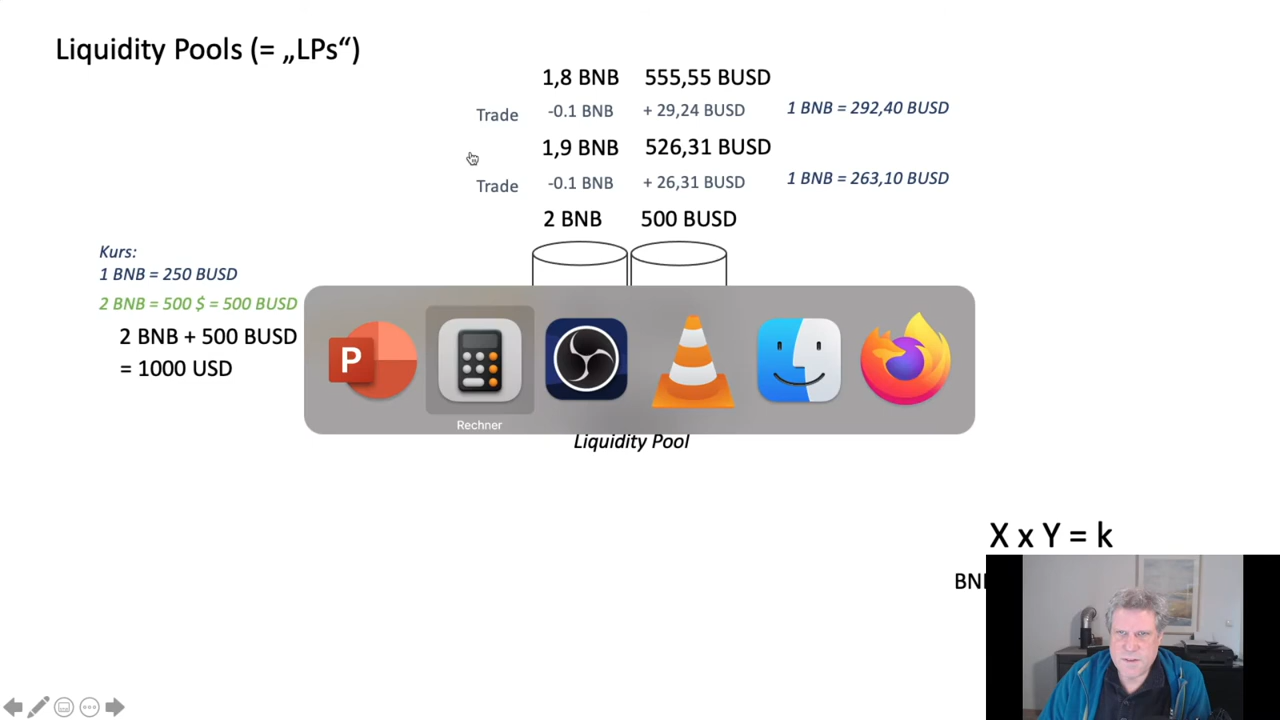 Liquidity Pools (= „LPs“)
1,8 BNB 555,55 BUSD
Trade -0.1 BNB + 29,24 BUSD 1 BNB = 292,40 BUSD
1,9 BNB 526,31 BUSD
Trade -0.1 BNB + 26,31 BUSD 1 BNB = 263,10 BUSD
2 BNB 500 BUSD
Kurs:
1 BNB = 250 BUSD
2 BNB = 500 $ = 500 BUSD
2 BNB + 500 BUSD
= 1000 USD
P
Rechner
Liquidity Pool
X x Y = k